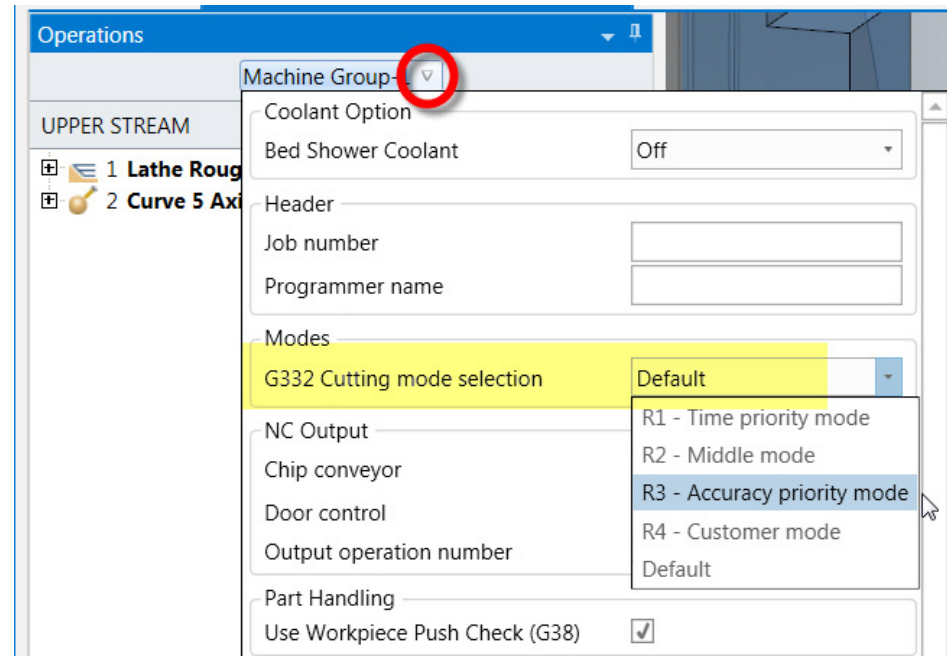 Operations
Machine Group-1
UPPER STREAM
1 Lathe Roug
2 Curve 5 Axi
Coolant Option
Bed Shower Coolant Off
Header
Job number
Programmer name
Modes
G332 Cutting mode selection Default
R1 - Time priority mode
R2 - Middle mode
R3 - Accuracy priority mode
R4 - Customer mode
Default
NC Output
Chip conveyor
Door control
Output operation number
Part Handling
Use Workpiece Push Check (G38)